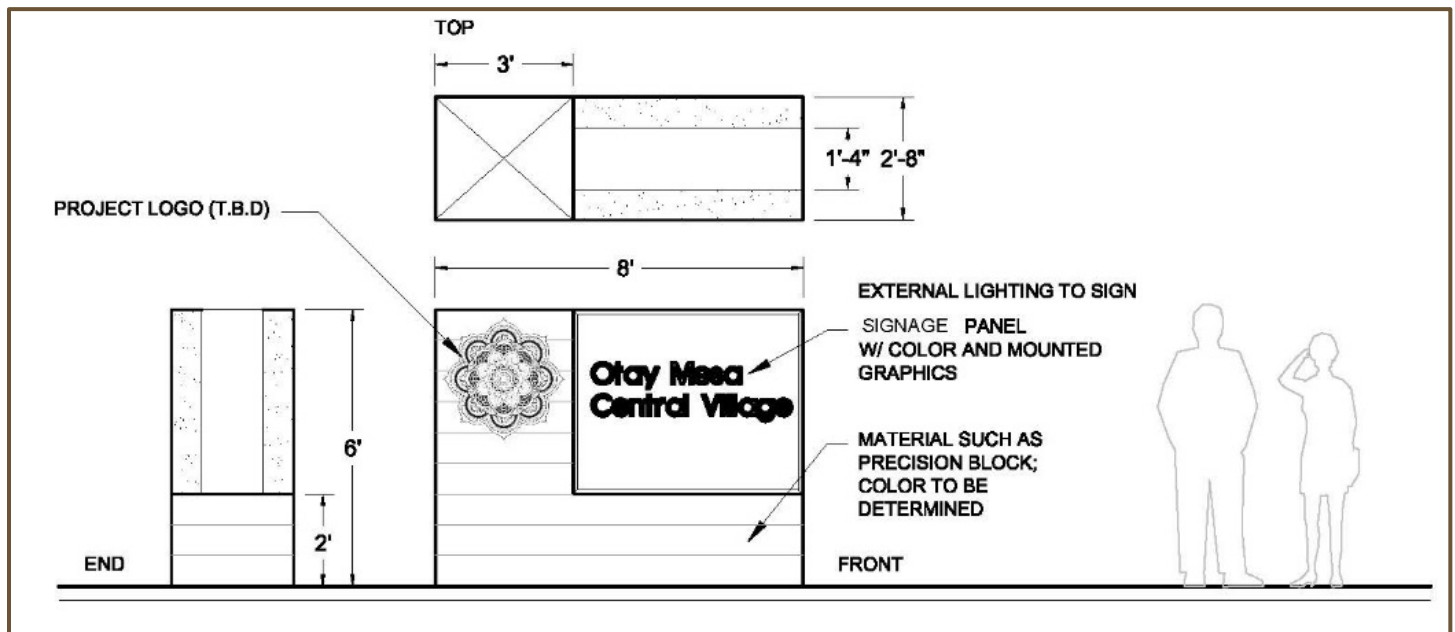 TOP
3'
1'-4" 2'-8"
PROJECT LOGO (T.B.D)
8'
EXTERNAL LIGHTING TO SIGN
SIGNAGE PANEL
W/ COLOR AND MOUNTED
GRAPHICS
Otay Mesa
Central Village
6'
MATERIAL SUCH AS
PRECISION BLOCK;
COLOR TO BE
DETERMINED
2'
END
FRONT